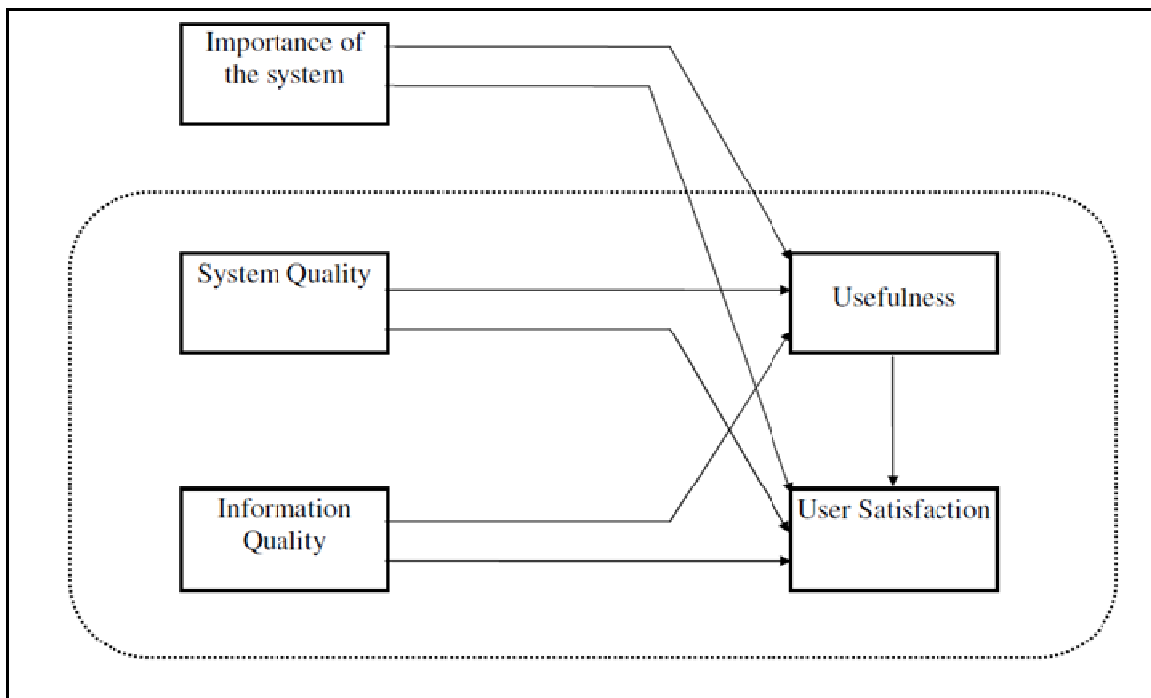 Importance of
the system
System Quality
Usefulness
Information
Quality
User Satisfaction